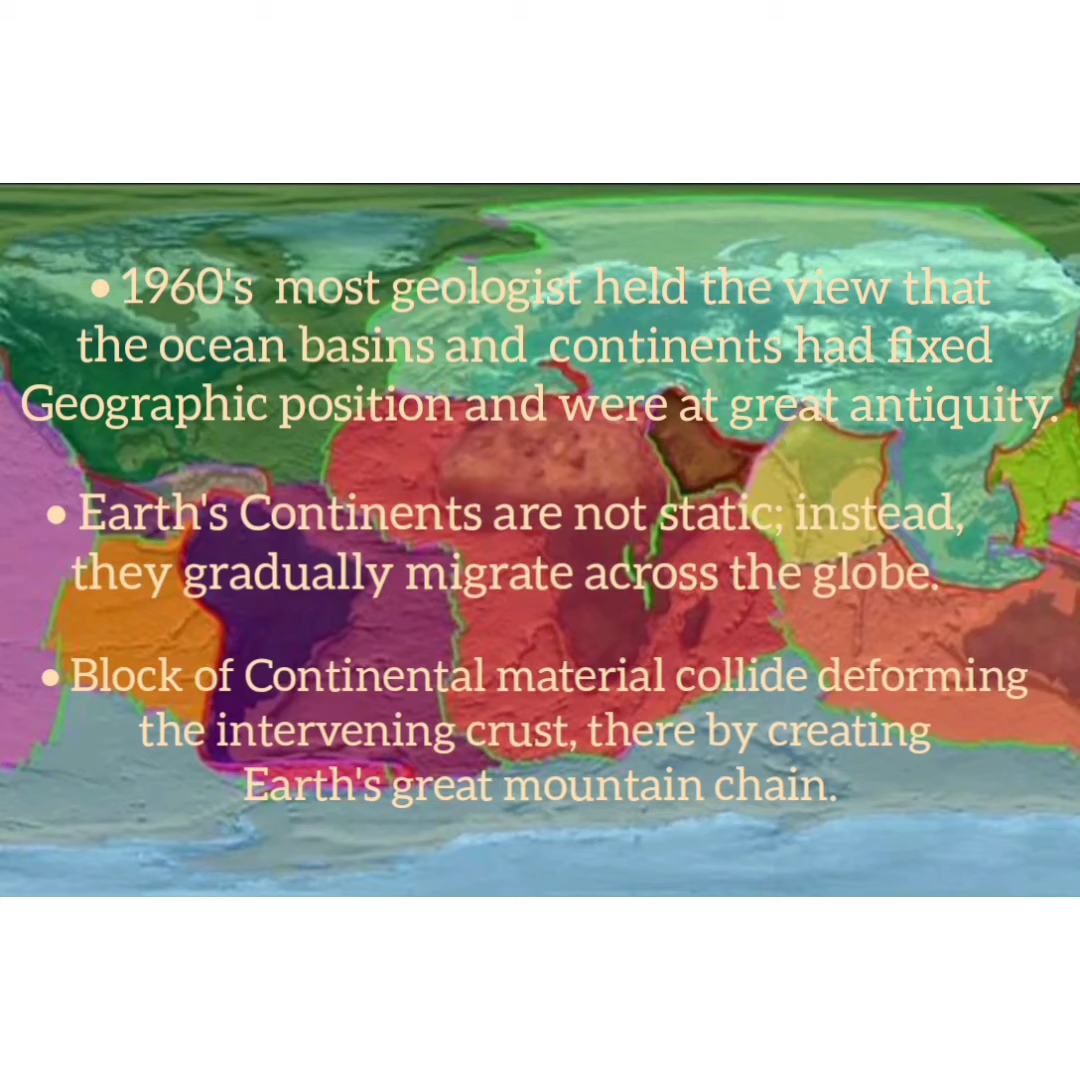 • 1960's  most geologist held the view that
the ocean basins and  continents had fixed
Geographic position and were at great antiquity.
• Earth's Continents are not static; instead,
they gradually migrate across the globe.
• Block of Continental material collide deforming
the intervening crust, there by creating
Earth's great mountain chain.